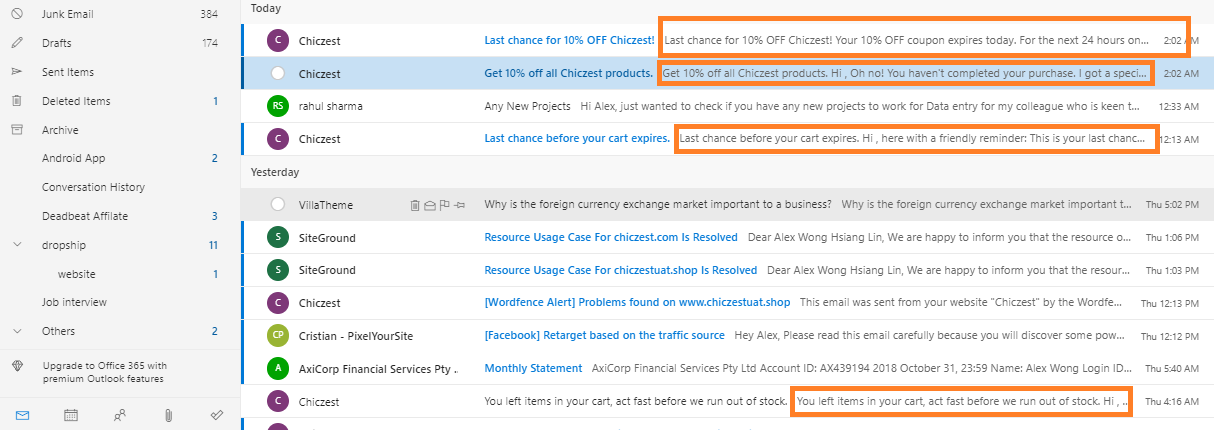 Junk Email 384
Drafts 174
Sent Items
Deleted Items 1
Archive
Android App 2
Conversation History
Deadbeat Affilate 3
dropship 11
website 1
Job interview
Others 2
Upgrade to Office 365 with
premium Outlook features
Today
C Chiczest Last chance for 10% OFF Chiczest! Last chance for 10% OFF Chiczest! Your 10% OFF coupon expires today. For the next 24 hours on... 2:02 AM
Chiczest Get 10% off all Chiczest products. Get 10% off all Chiczest products. Hi , Oh no! You haven't completed your purchase. I got a speci... 2:02 AM
RS rahul sharma Any New Projects Hi Alex, just wanted to check if you have any new projects to work for Data entry for my colleague who is keen t... 12:33 AM
C Chiczest Last chance before your cart expires. Last chance before your cart expires. Hi , here with a friendly reminder: This is your last chanc... 12:13 AM
Yesterday
VillaTheme Why is the foreign currency exchange market important to a business? Why is the foreign currency exchange market important t... Thu 5:02 PM
S SiteGround Resource Usage Case For chiczest.com Is Resolved Dear Alex Wong Hsiang Lin, We are happy to inform you that the resource o... Thu 1:06 PM
S SiteGround Resource Usage Case For chiczestuat.shop Is Resolved Dear Alex Wong Hsiang Lin, We are happy to inform you that the resour... Thu 1:03 PM
C Chiczest [Wordfence Alert] Problems found on www.chiczestuat.shop This email was sent from your website "Chiczest" by the Wordfe... Thu 12:13 PM
CP Cristian - PixelYourSite [Facebook] Retarget based on the traffic source Hey Alex, Please read this email carefully because you will discover some pow... Thu 12:12 PM
A AxiCorp Financial Services Pty .. Monthly Statement AxiCorp Financial Services Pty Ltd Account ID: AX439194 2018 October 31, 23:59 Name: Alex Wong Login ID... Thu 5:40 AM
C Chiczest You left items in your cart, act fast before we run out of stock. You left items in your cart, act fast before we run out of stock. Hi , .. Thu 4:16 AM